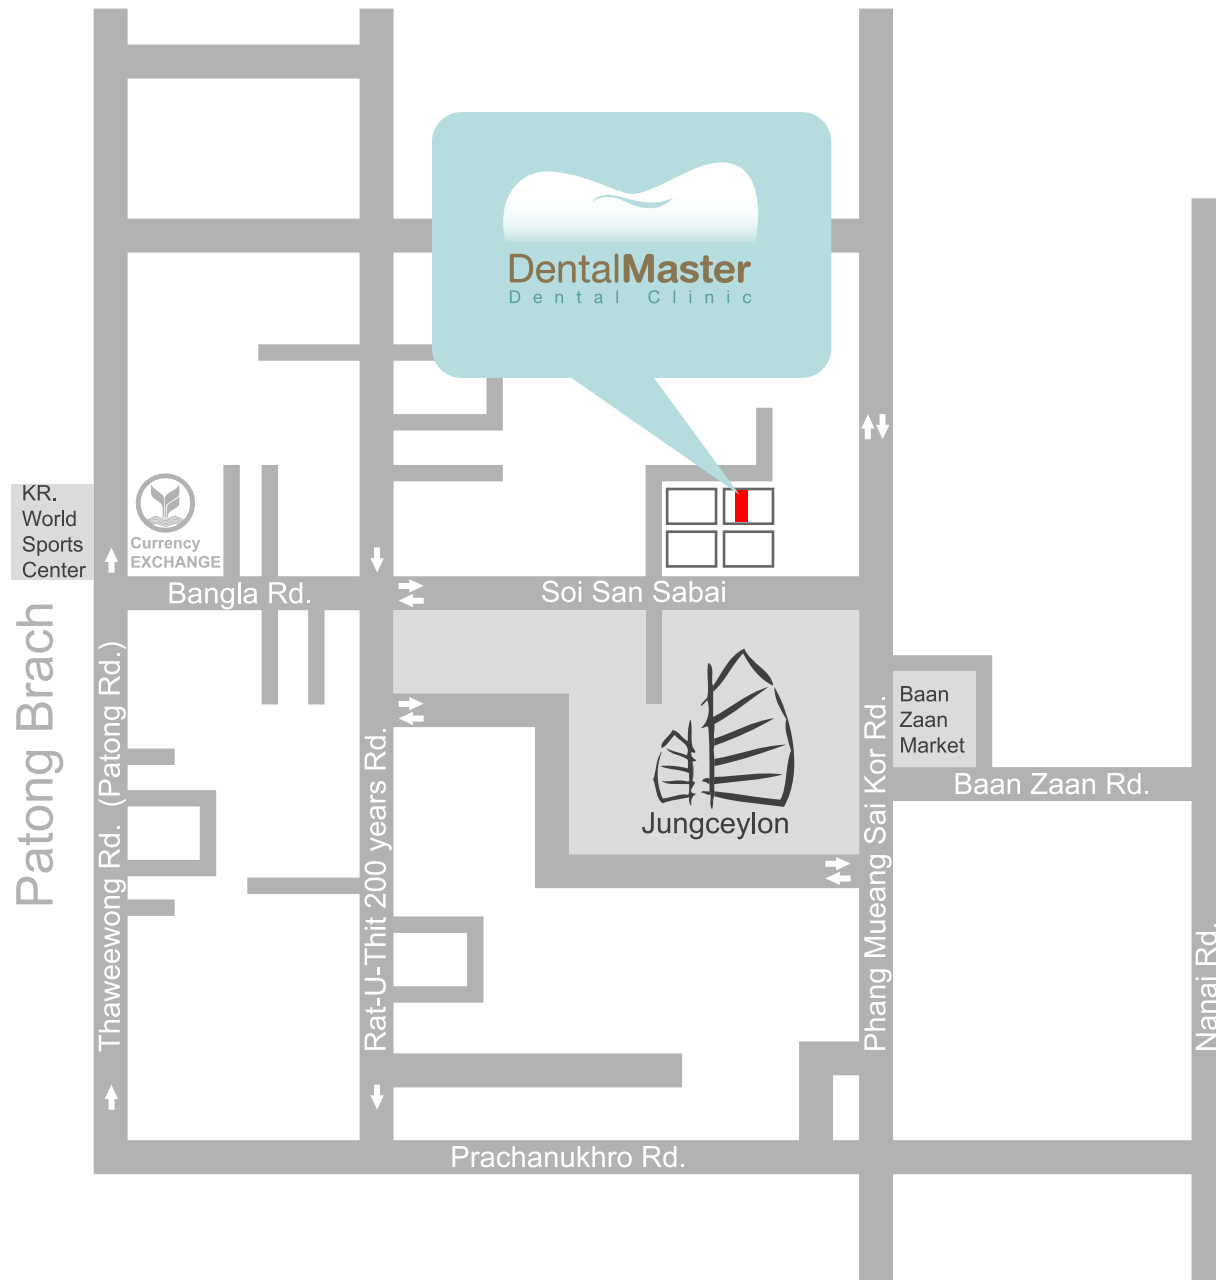 DentalMaster
Dental Clinic
KR.
World
Sports
Center
Currency
EXCHANGE
Bangla Rd.
Soi San Sabai
Patong Brach
Thaweewong Rd. (Patong Rd.)
Rat-U-Thit 200 years Rd.
Jungceylon
Phang Mueang Sai Kor Rd.
Baan
Zaan
Market
Baan Zaan Rd.
Nanai Rd.
Prachanukhro Rd.